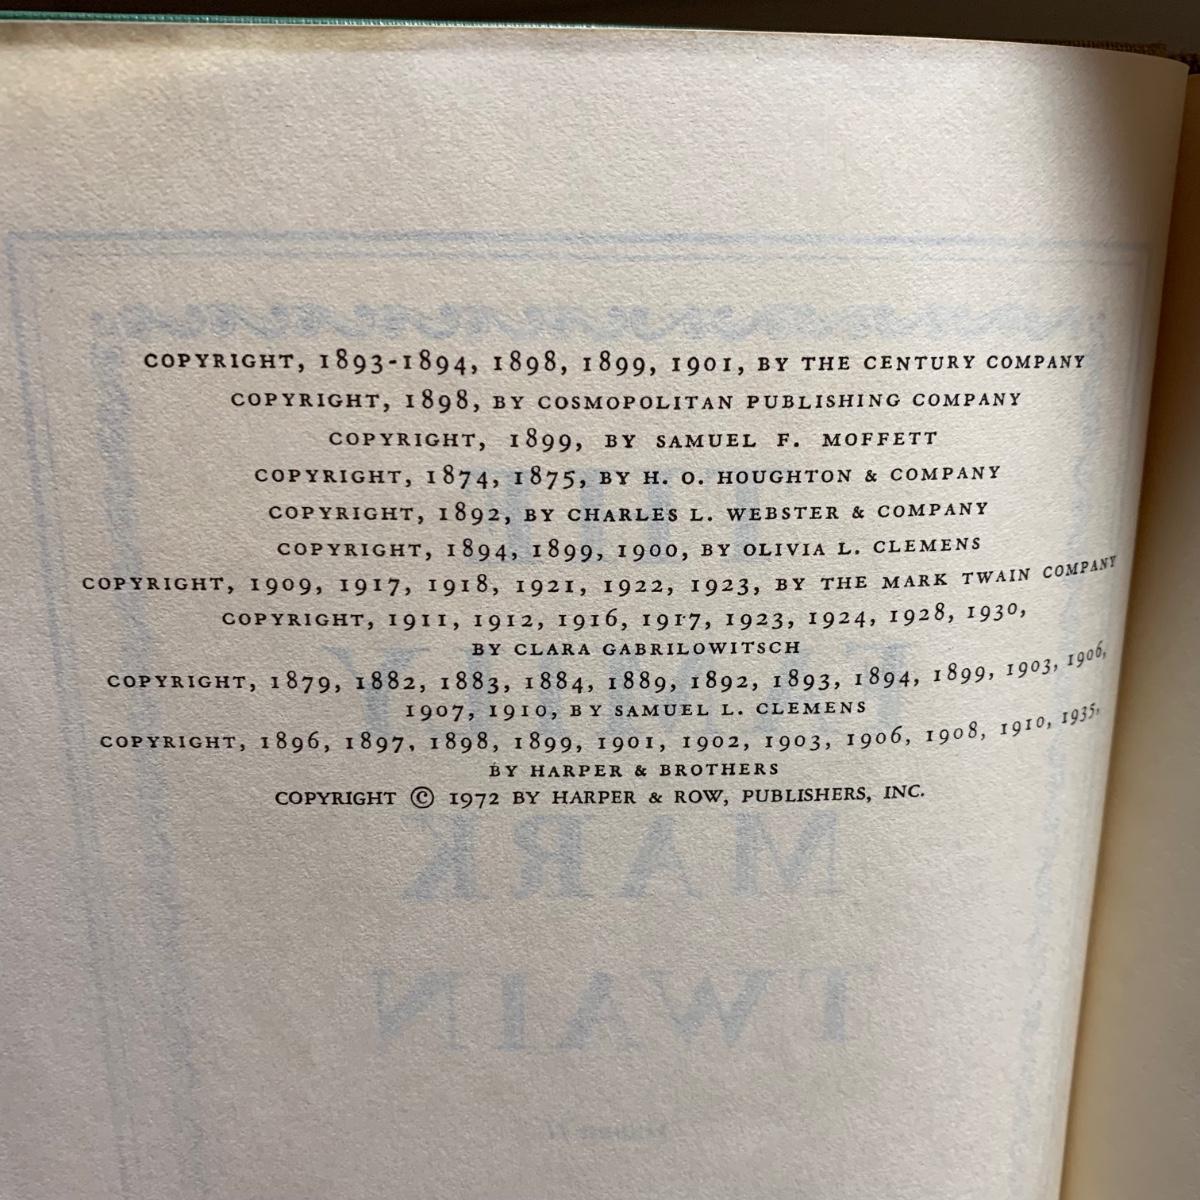 COPYRIGHT, 1893-1894, 1898, 1899, 1901, BY THE CENTURY COMPANY
COPYRIGHT, 1898, BY COSMOPOLITAN PUBLISHING COMPANY
COPYRIGHT, 1899, BY SAMUEL F. MOFFETT
COPYRIGHT, 1874, 1875, BY H. O. HOUGHTON & COMPANY
COPYRIGHT, 1892, BY CHARLES L. WEBSTER & COMPANY
COPYRIGHT, 1894, 1899, 1900, BY OLIVIA L. CLEMENS
COPYRIGHT, 1909, 1917, 1918, 1921, 1922, 1923, BY THE MARK TWAIN COMPANY
COPYRIGHT, 1911, 1912, 1916, 1917, 1923, 1924, 1928, 1930,
BY CLARA GABRILOWITSCH
COPYRIGHT, 1879, 1882, 1883, 1884, 1889, 1892, 1893, 1894, 1899, 1903, 1906,
1907, 1910, BY SAMUEL L. CLEMENS
COPYRIGHT, 1896, 1897, 1898, 1899, 1901, 1902, 1903, 1906, 1908, 1910, 1935,
BY HARPER & BROTHERS
COPYRIGHT © 1972 BY HARPER & ROW, PUBLISHERS, INC.
MARK
TWAIN